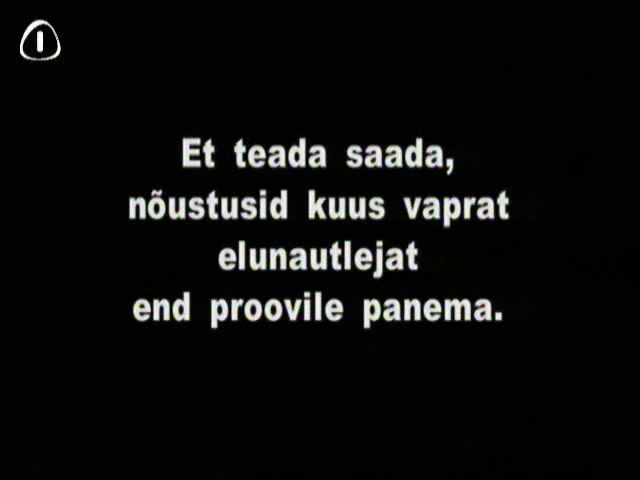 Et teada saada,
nõustusid kuus vaprat
elunautlejat
end proovile panema.